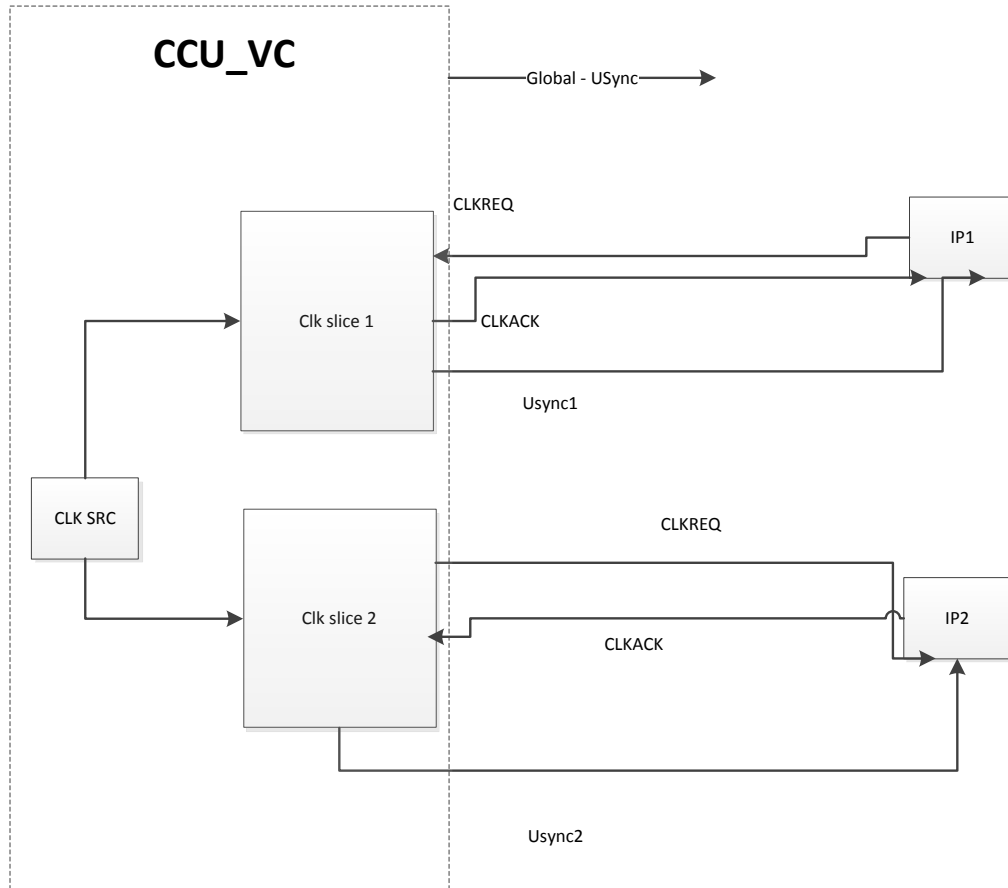 CCU_VC
Global - USync
CLKREQ
IP1
Clk slice 1
CLKACK
Usync1
CLK SRC
CLKREQ
Clk slice 2
IP2
CLKACK
Usync2